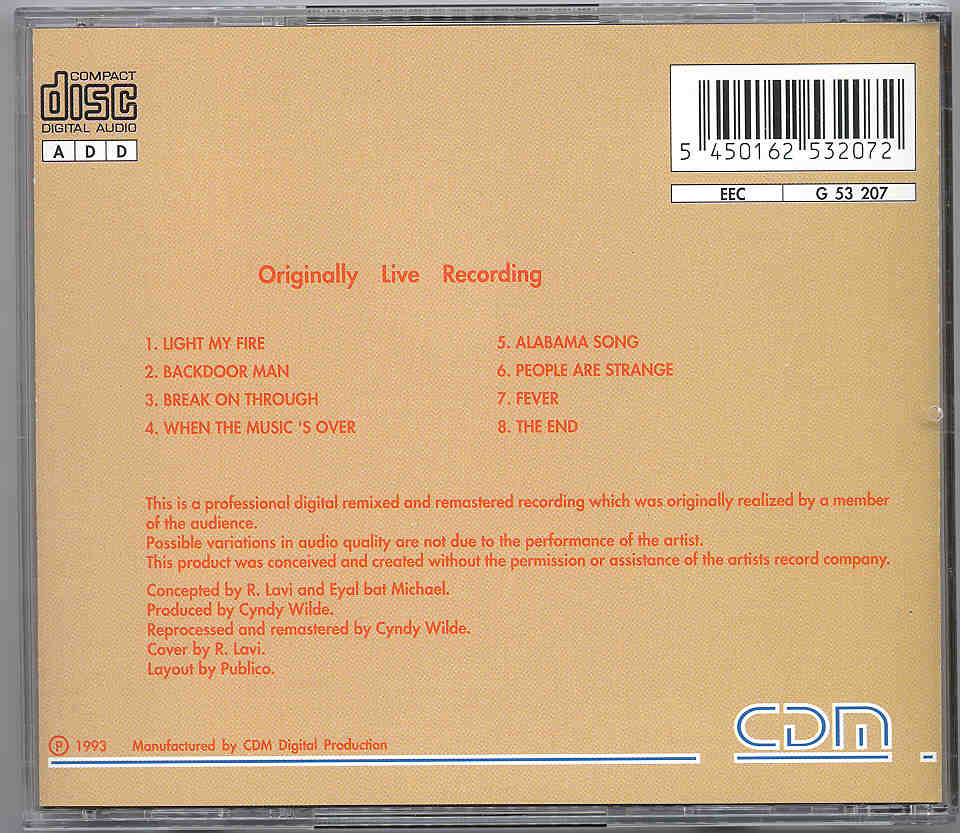 COMPACT
disc
DIGITAL AUDIO
A D D
5 450162 532072
EEC G 53 207
Originally Live Recording
1. LIGHT MY FIRE
2. BACKDOOR MAN
3. BREAK ON THROUGH
4. WHEN THE MUSIC 'S OVER
5. ALABAMA SONG
6. PEOPLE ARE STRANGE
7. FEVER
8. THE END
This is a professional digital remixed and remastered recording which was originally realized by a member
of the audience.
Possible variations in audio quality are not due to the performance of the artist.
This product was conceived and created without the permission or assistance of the artists record company.
Concepted by R. Lavi and Eyal bat Michael.
Produced by Cyndy Wilde.
Reprocessed and remastered by Cyndy Wilde.
Cover by R. Lavi.
Layout by Publico.
℗ 1993 Manufactured by CDM Digital Production
CDM